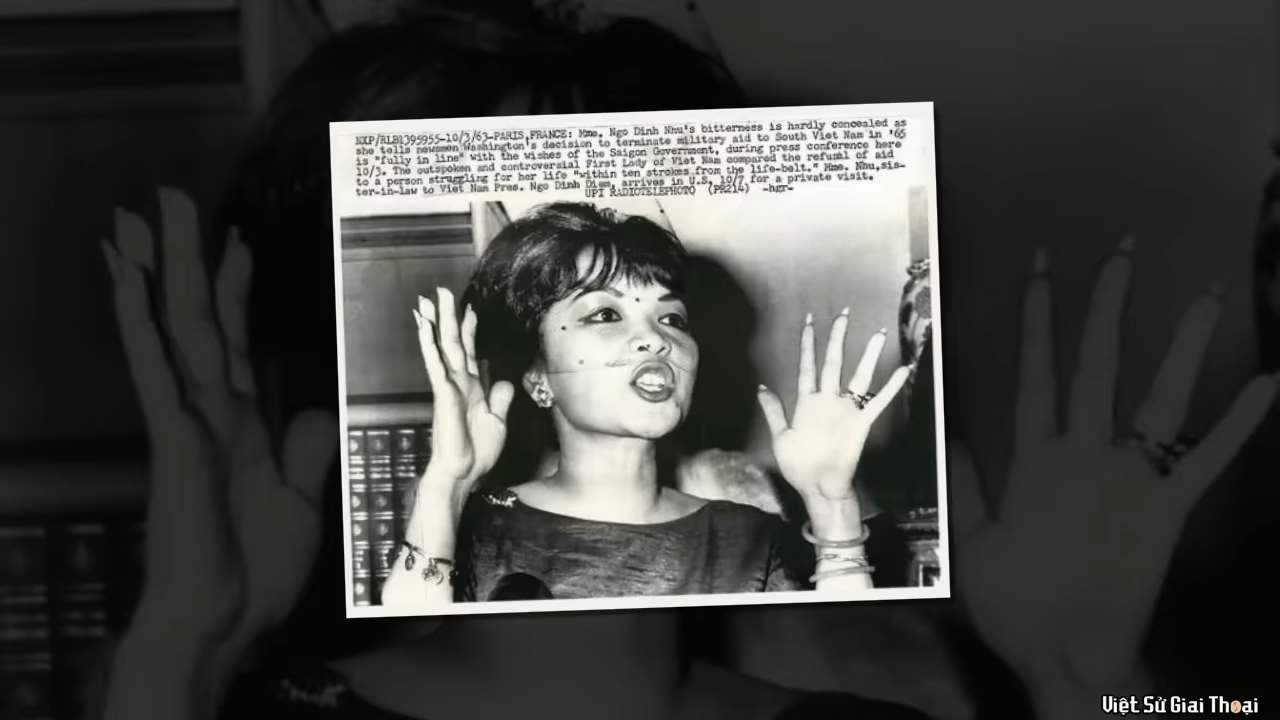 NXP/RLB1395955-10/3/63-PARIS,FRANCE: Mme. Ngo Dinh Nhu's bitterness is hardly concealed as
she tells newsmen Washington's decision to terminate military aid to South Viet Nam in '65
is "fully in line" with the wishes of the Saigon Government, during press conference here
10/3. The outspoken and controversial First Lady of Viet Nam compared the refusal of aid
to a person struggling for her life "within ten strokes from the life-belt." Mme. Nhu,sis-
ter-in-law to Viet Nam Pres. Ngo Dinh Diem, arrives in U.S. 10/7 for a private visit.
UPI RADIOTELEPHOTO (PR214) -hgr-
Việt Sử Giai Thoại